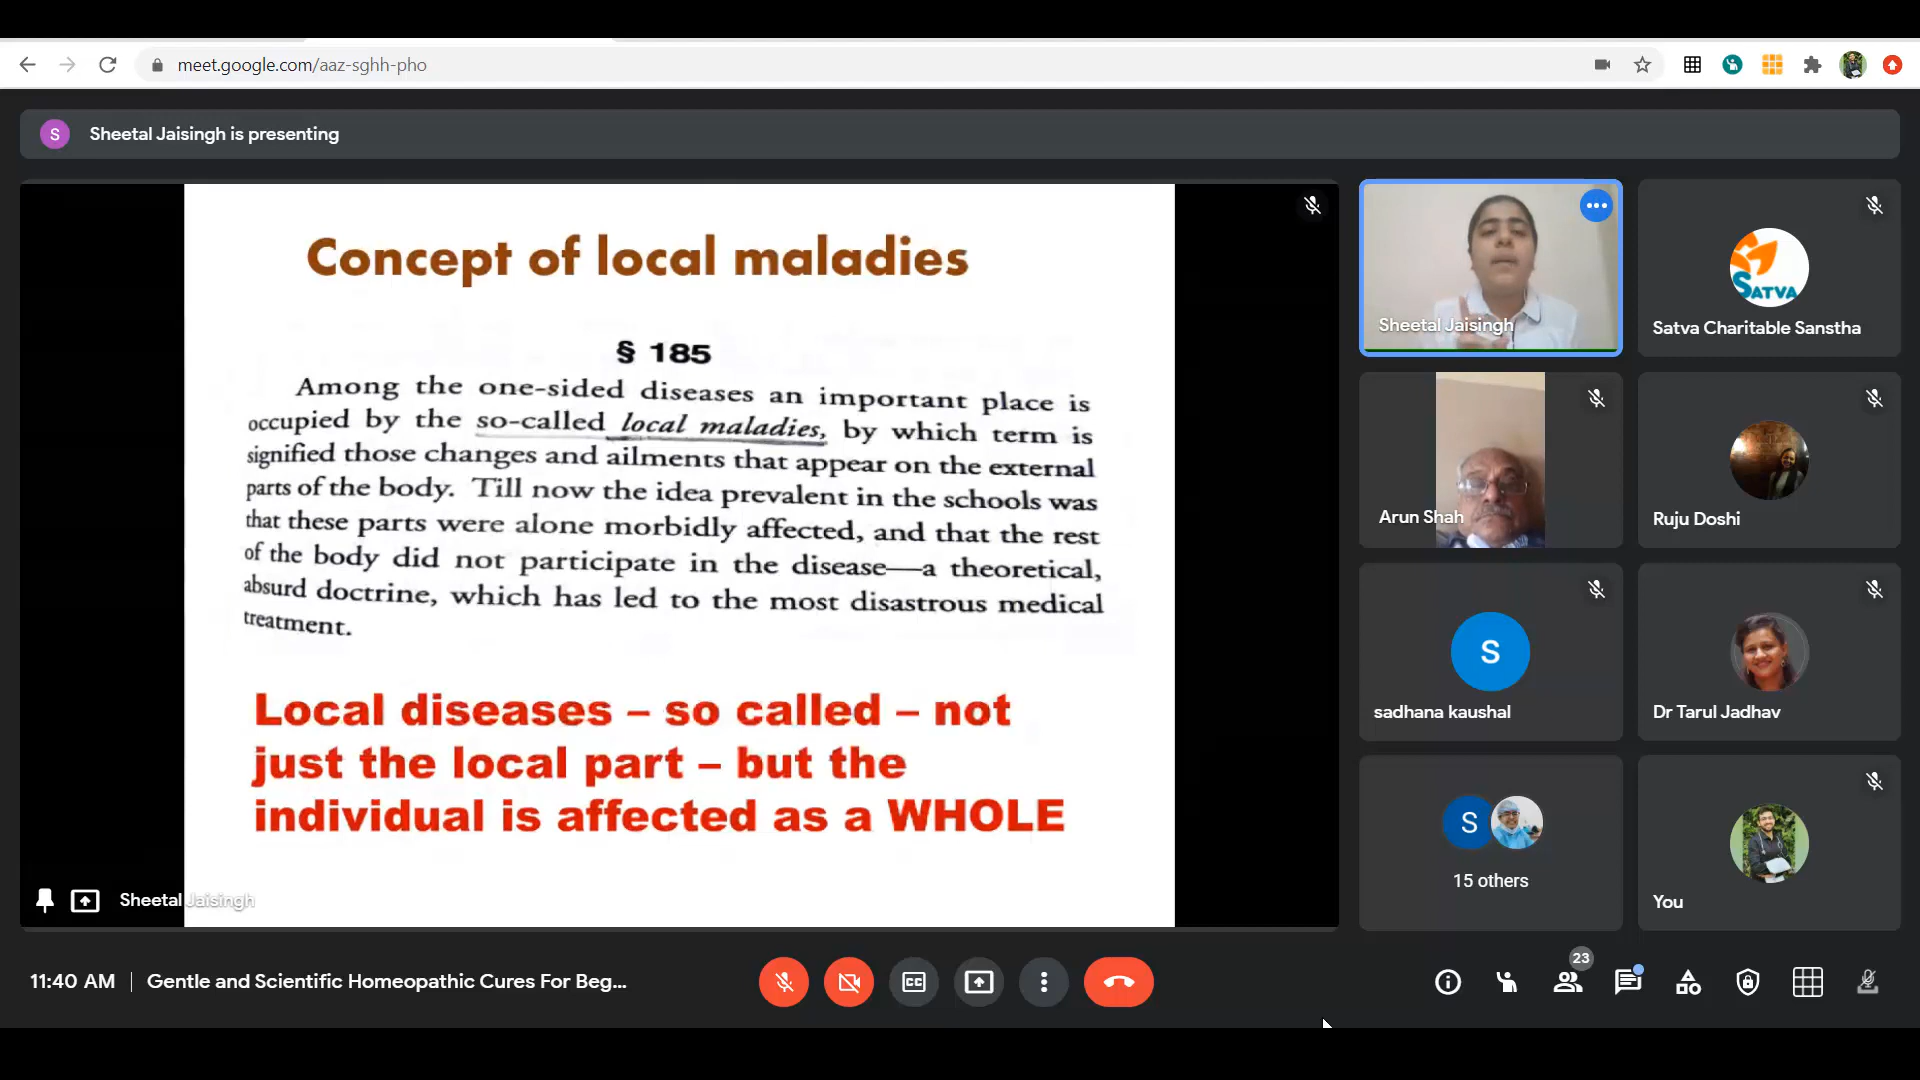 meet.google.com/aaz-sghh-pho
S
Sheetal Jaisingh is presenting
Concept of local maladies
§ 185
Among the one-sided diseases an important place is
occupied by the so-called local maladies, by which term is
signified those changes and ailments that appear on the external
parts of the body. Till now the idea prevalent in the schools was
that these parts were alone morbidly affected, and that the rest
of the body did not participate in the disease—a theoretical,
absurd doctrine, which has led to the most disastrous medical
treatment.
Local diseases – so called – not
just the local part – but the
individual is affected as a WHOLE
Sheetal Jaisingh
Sheetal Jaisingh
SATVA
Satva Charitable Sanstha
Arun Shah
Ruju Doshi
S
sadhana kaushal
Dr Tarul Jadhav
S
15 others
You
11:40 AM | Gentle and Scientific Homeopathic Cures For Beg...
CC
23